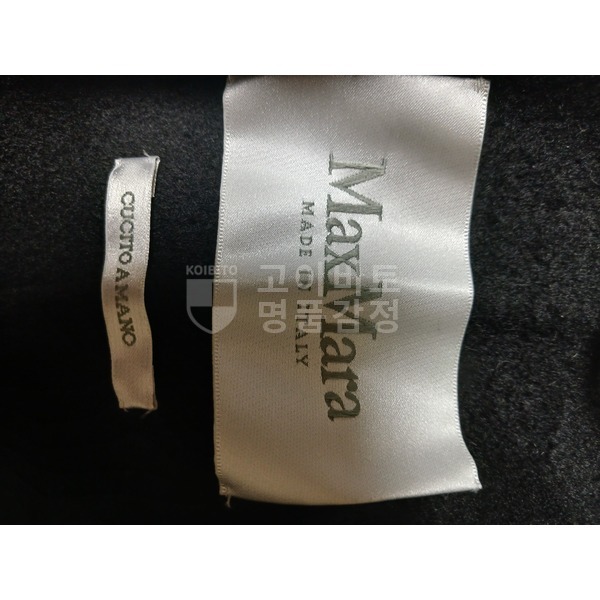 MaxMara
MADE IN ITALY
CUCITO A MANO
KOIBITO
고이비토
명품감정